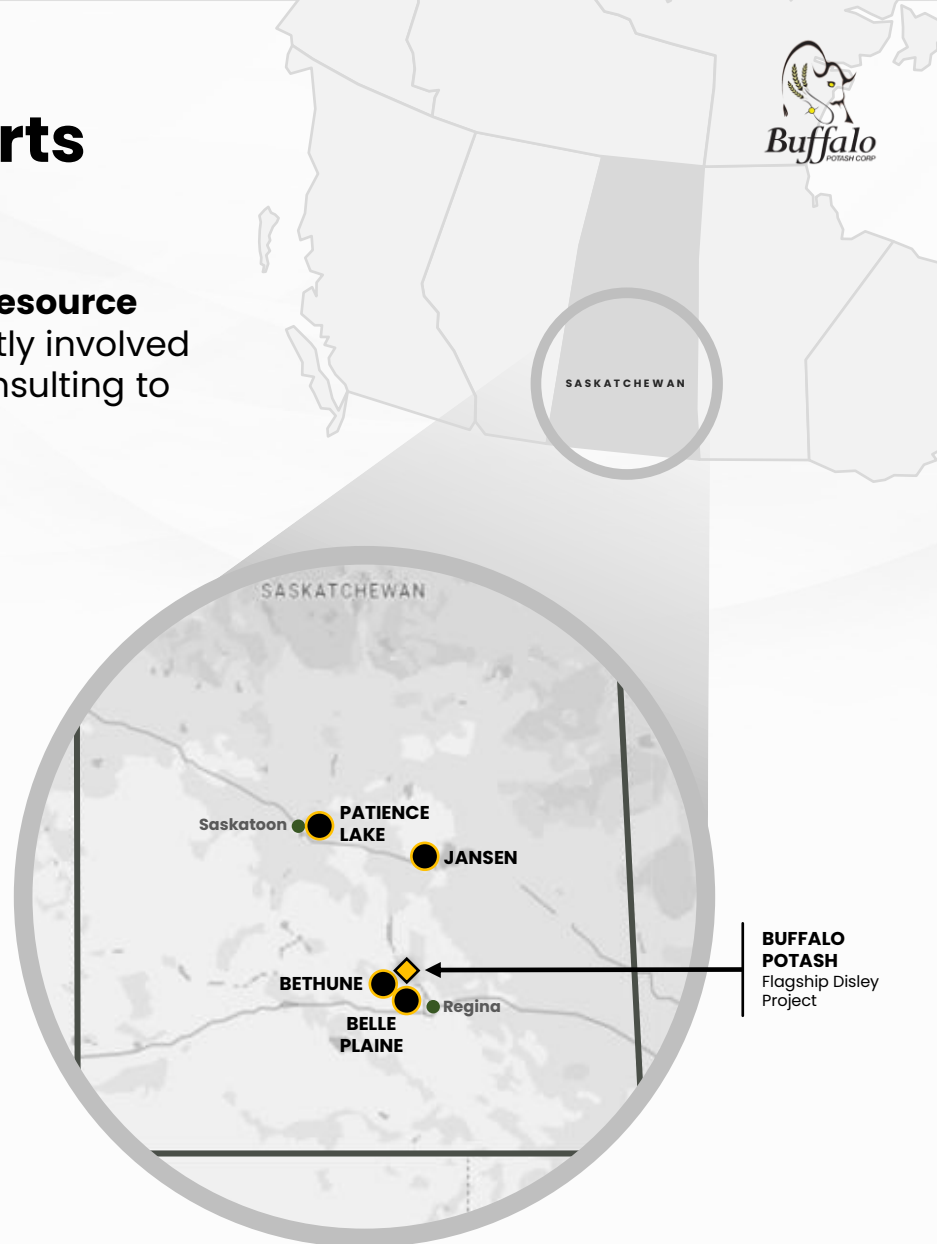 rts
esource
tly involved
nsulting to
Buffalo
POTASH CORP
SASKATCHEWAN
SASKATCHEWAN
PATIENCE
LAKE
Saskatoon
JANSEN
BUFFALO
POTASH
Flagship Disley
Project
BETHUNE
Regina
BELLE
PLAINE